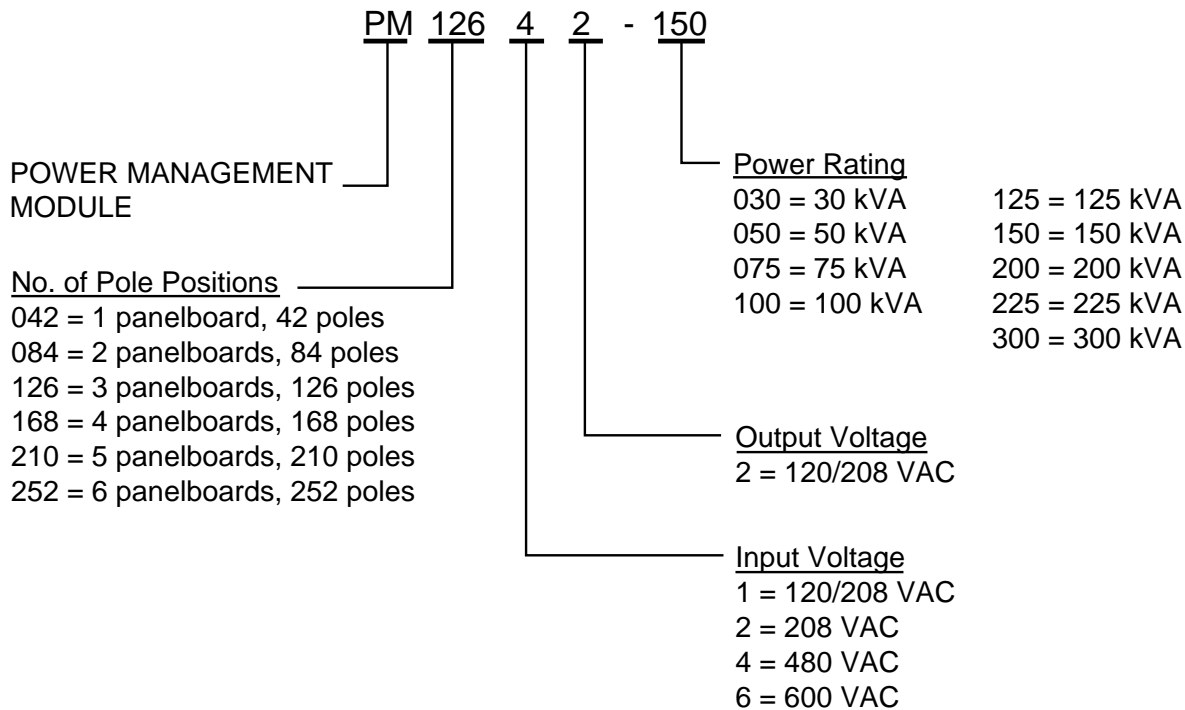 PM 126 4 2 - 150
POWER MANAGEMENT
MODULE
No. of Pole Positions
042 = 1 panelboard, 42 poles
084 = 2 panelboards, 84 poles
126 = 3 panelboards, 126 poles
168 = 4 panelboards, 168 poles
210 = 5 panelboards, 210 poles
252 = 6 panelboards, 252 poles
Power Rating
030 = 30 kVA
050 = 50 kVA
075 = 75 kVA
100 = 100 kVA
125 = 125 kVA
150 = 150 kVA
200 = 200 kVA
225 = 225 kVA
300 = 300 kVA
Output Voltage
2 = 120/208 VAC
Input Voltage
1 = 120/208 VAC
2 = 208 VAC
4 = 480 VAC
6 = 600 VAC